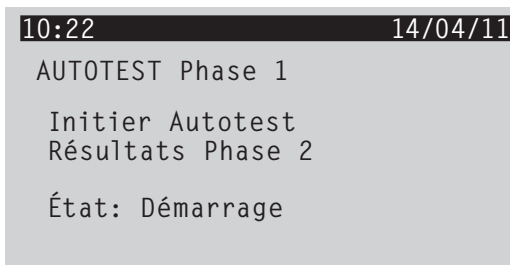 10:22 14/04/11
AUTOTEST Phase 1
Initier Autotest
Résultats Phase 2
État: Démarrage